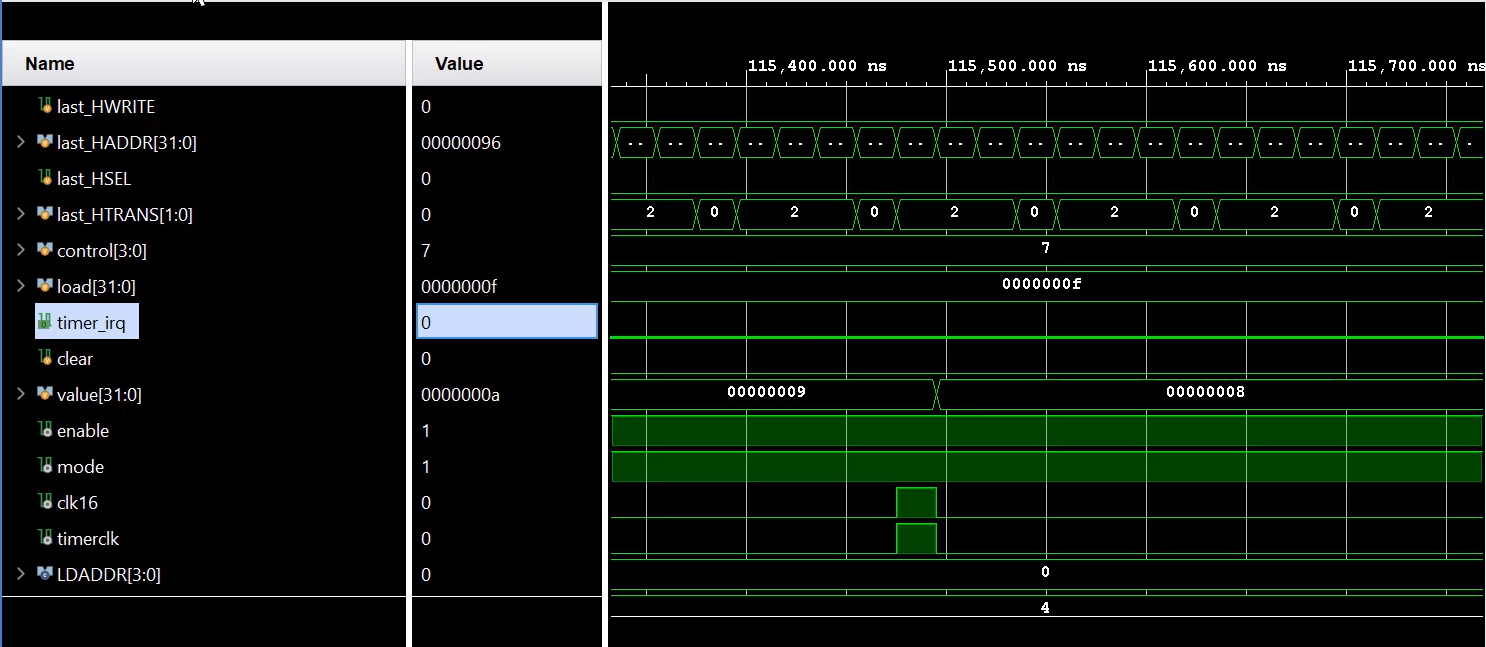 Name Value 115,400.000 ns 115,500.000 ns 115,600.000 ns 115,700.000 ns
last_HWRITE 0
last_HADDR[31:0] 00000096 -- -- -- -- -- -- -- -- -- -- -- -- -- -- -- -- -- -- -- -- -- -
last_HSEL 0
last_HTRANS[1:0] 0 2 0 2 0 2 0 2 0 2 0 2
control[3:0] 7 7
load[31:0] 0000000f 0000000f
timer_irq 0
clear 0
value[31:0] 0000000a 00000009 00000008
enable 1
mode 1
clk16 0
timerclk 0
LDADDR[3:0] 0 0
4